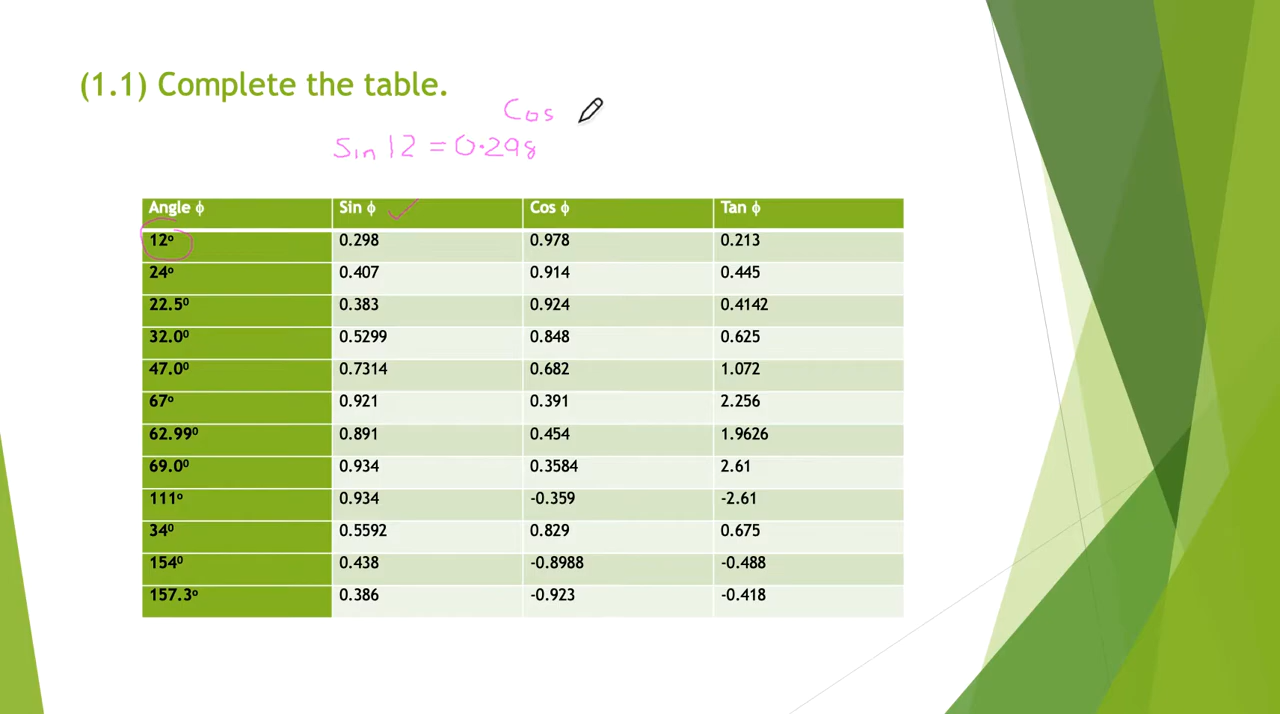 (1.1) Complete the table.
Cos
Sin 12 = 0.298
Angle ϕ Sin ϕ Cos ϕ Tan ϕ
12º 0.298 0.978 0.213
24º 0.407 0.914 0.445
22.5⁰ 0.383 0.924 0.4142
32.0⁰ 0.5299 0.848 0.625
47.0⁰ 0.7314 0.682 1.072
67º 0.921 0.391 2.256
62.99⁰ 0.891 0.454 1.9626
69.0⁰ 0.934 0.3584 2.61
111º 0.934 -0.359 -2.61
34⁰ 0.5592 0.829 0.675
154⁰ 0.438 -0.8988 -0.488
157.3º 0.386 -0.923 -0.418